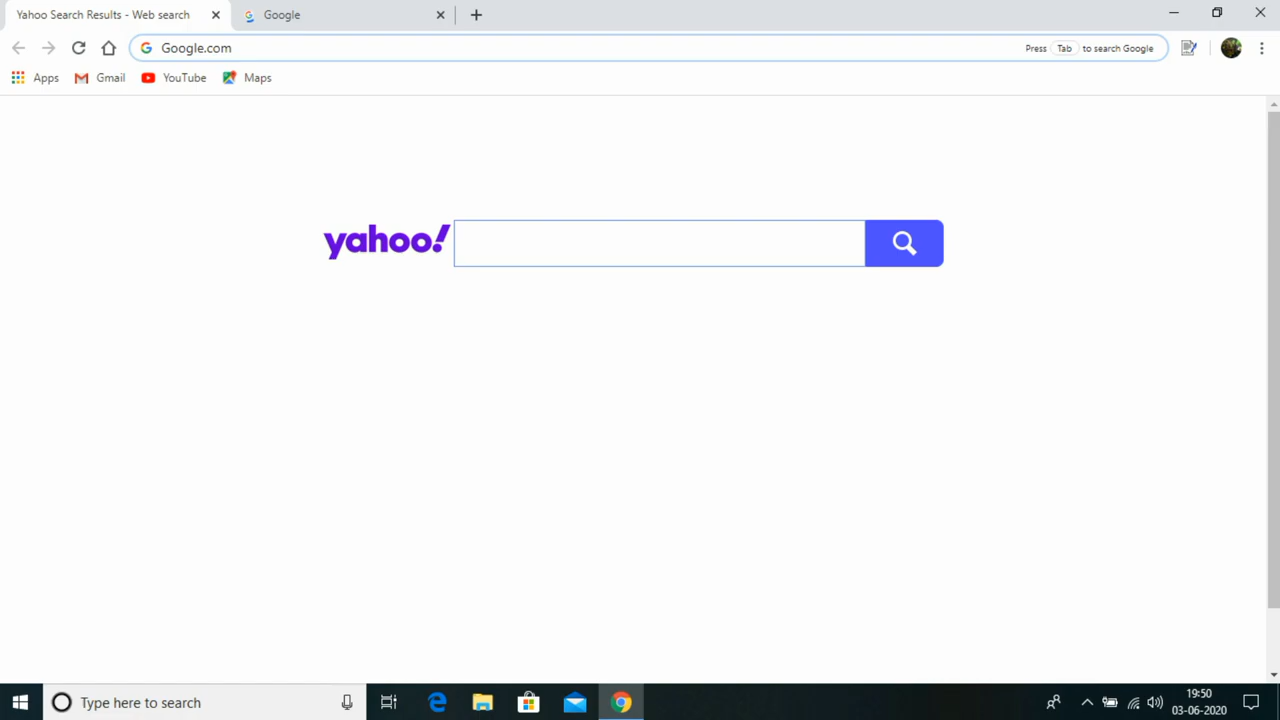 Yahoo Search Results - Web search
Google
Google.com
Press Tab to search Google
Apps
Gmail
YouTube
Maps
yahoo!
Type here to search
19:50
03-06-2020